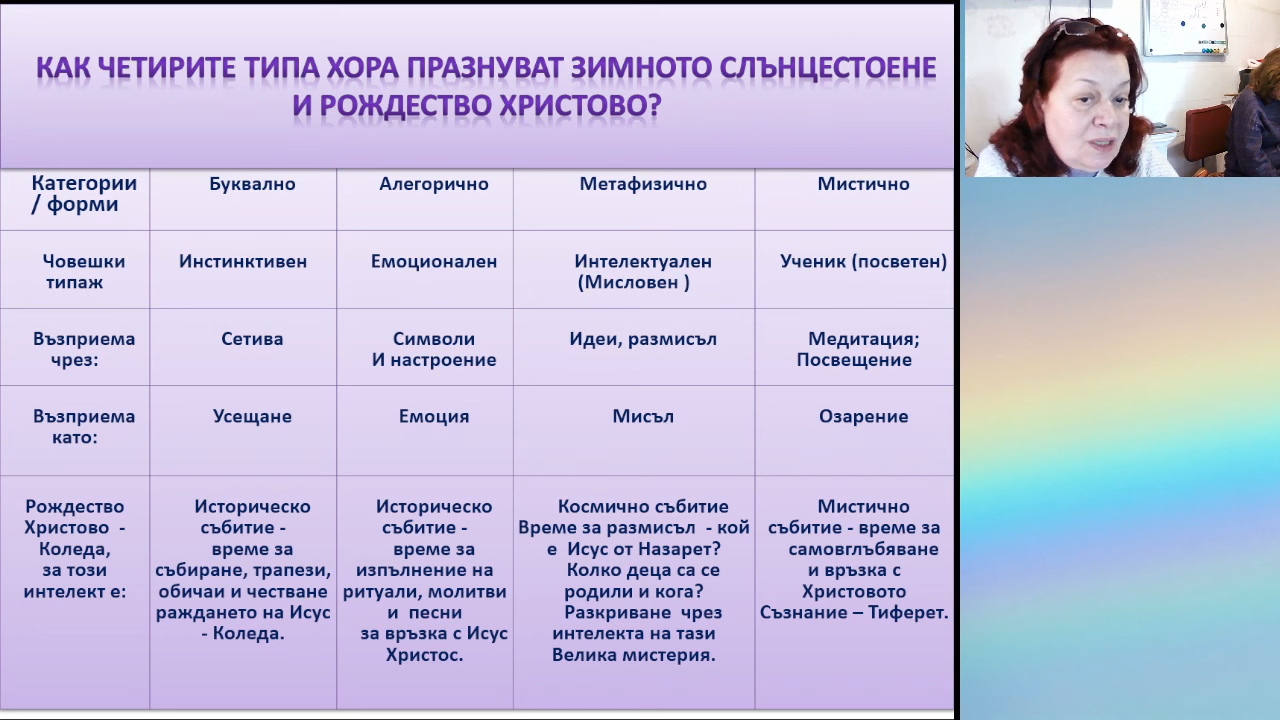 КАК ЧЕТИРИТЕ ТИПА ХОРА ПРАЗНУВАТ ЗИМНОТО СЛЪНЦЕСТОЕНЕ
И РОЖДЕСТВО ХРИСТОВО?
Категории
/ форми
Буквално
Алегорично
Метафизично
Мистично
Човешки
типаж
Инстинктивен
Емоционален
Интелектуален
(Мисловен )
Ученик (посветен)
Възприема
чрез:
Сетива
Символи
И настроение
Идеи, размисъл
Медитация;
Посвещение
Възприема
като:
Усещане
Емоция
Мисъл
Озарение
Рождество
Христово -
Коледа,
за този
интелект е:
Историческо
събитие -
време за
събиране, трапези,
обичаи и честване
раждането на Исус
- Коледа.
Историческо
събитие -
време за
изпълнение на
ритуали, молитви
и песни
за връзка с Исус
Христос.
Космично събитие
Време за размисъл - кой
е Исус от Назарет?
Колко деца са се
родили и кога?
Разкриване чрез
интелекта на тази
Велика мистерия.
Мистично
събитие - време за
самовглъбяване
и връзка с
Христовото
Съзнание – Тиферет.